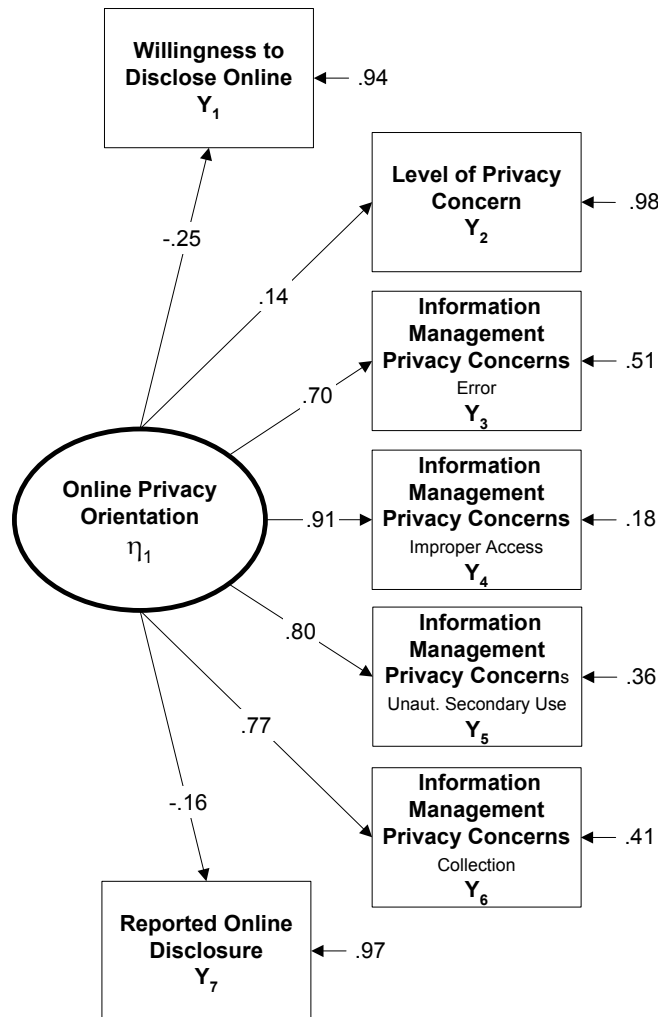 Willingness to
Disclose Online
Y1
.94
-.25
Level of Privacy
Concern
Y2
.98
.14
Information
Management
Privacy Concerns
Error
Y3
.51
.70
Online Privacy
Orientation
η1
Information
Management
Privacy Concerns
Improper Access
Y4
.18
.91
Information
Management
Privacy Concerns
Unaut. Secondary Use
Y5
.36
.80
Information
Management
Privacy Concerns
Collection
Y6
.41
.77
-.16
Reported Online
Disclosure
Y7
.97